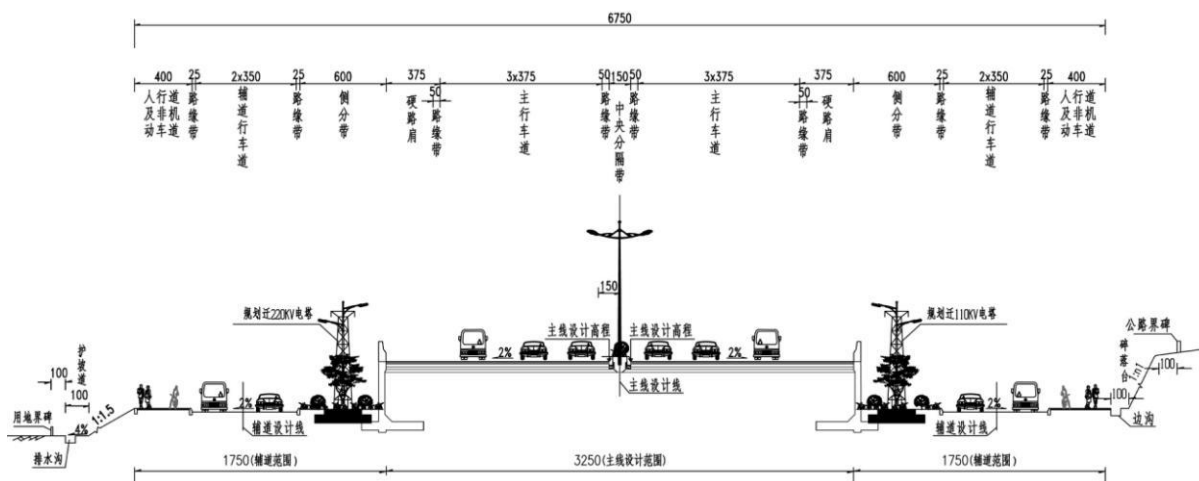 6750
400
25
2x350
25
600
375
3x375
50
150
50
3x375
375
600
25
2x350
25
400
50
50
人行道及非机动车道
路缘带
辅道行车道
路缘带
侧分带
硬路肩
路缘带
主行车道
路缘带
中央分隔带
路缘带
主行车道
路缘带
硬路肩
侧分带
路缘带
辅道行车道
路缘带
人行道及非机动车道
150
规划迁220KV电塔
主线设计高程
主线设计高程
规划迁110KV电塔
公路界碑
碎落台
护坡道
100
100
用地界碑
1:1.5
4%
排水沟
2%
辅道设计线
2%
主线设计线
2%
2%
辅道设计线
100
1:m1
100
边沟
1750(辅道范围)
3250(主线设计范围)
1750(辅道范围)